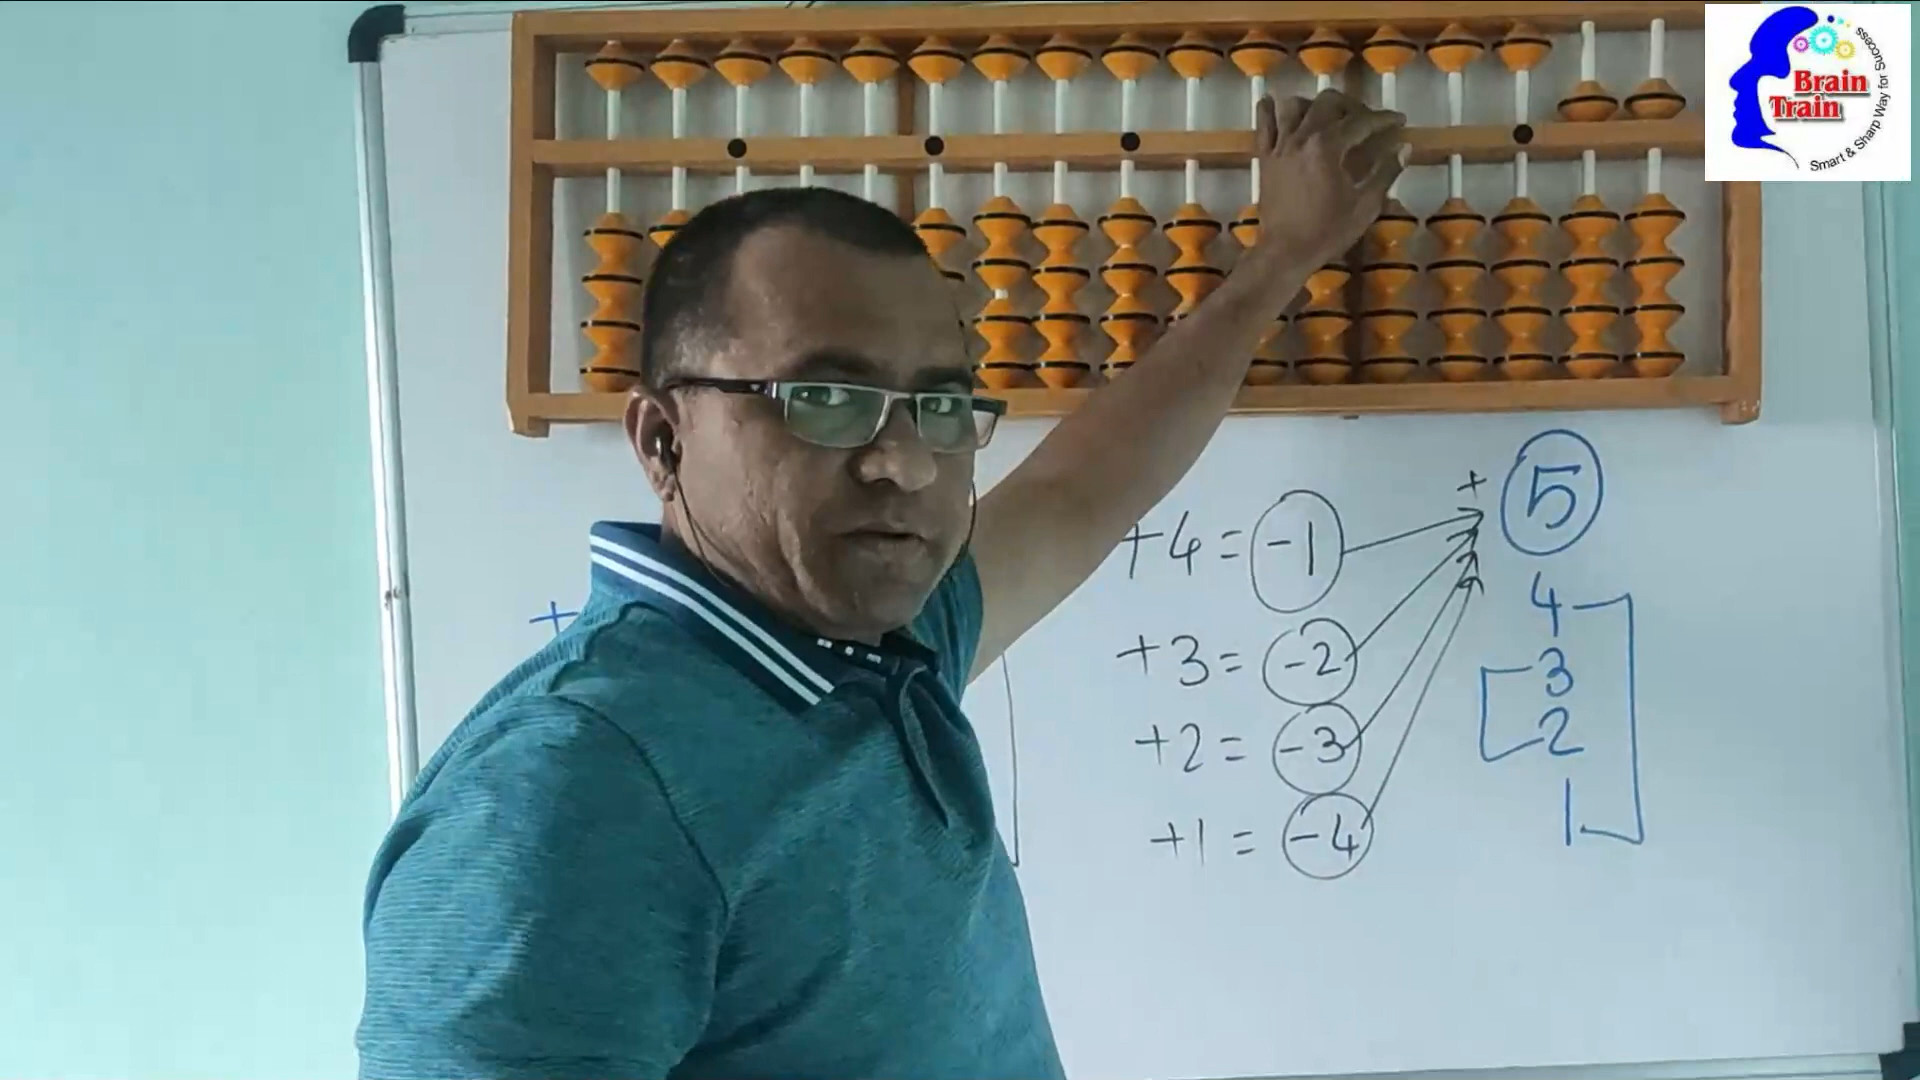 Brain
Train
Smart & Sharp Way for Success
+ 5
+4 = -1
4
+3 = -2
3
+2 = -3
2
+1 = -4
1
+